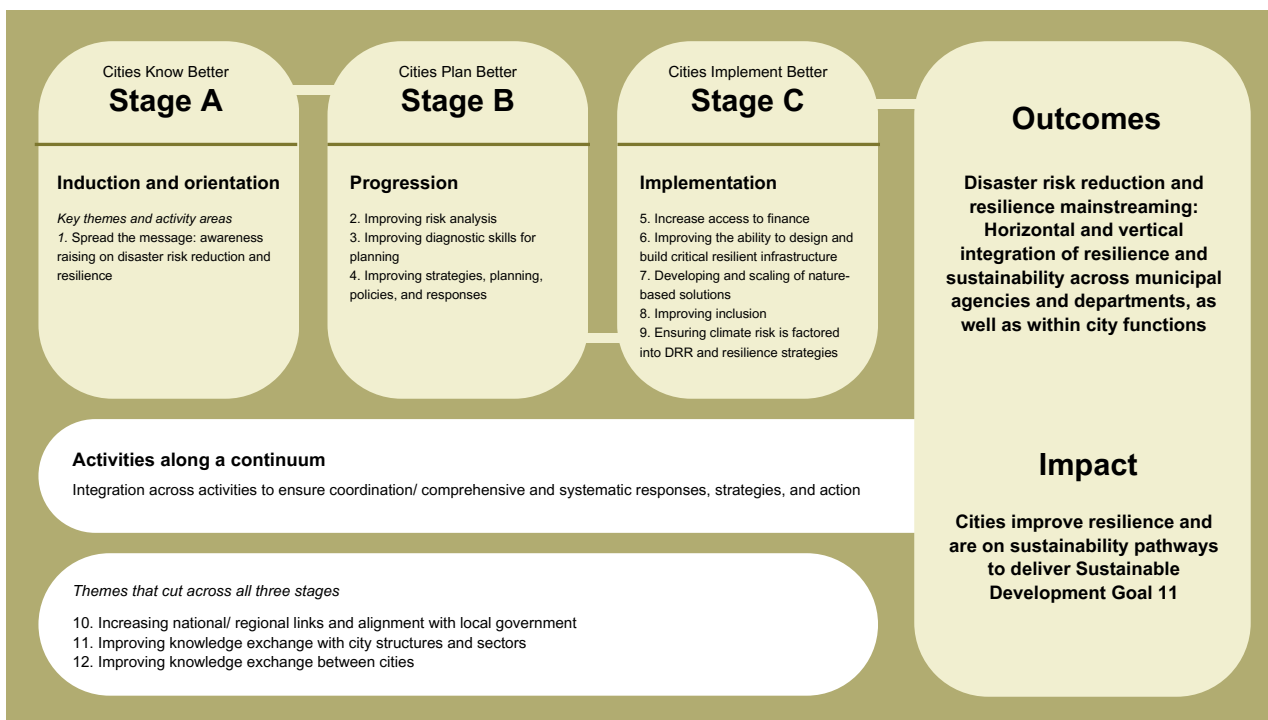 Cities Know Better
Stage A
Induction and orientation
Key themes and activity areas
1. Spread the message: awareness
raising on disaster risk reduction and
resilience
Cities Plan Better
Stage B
Progression
2. Improving risk analysis
3. Improving diagnostic skills for
planning
4. Improving strategies, planning,
policies, and responses
Cities Implement Better
Stage C
Implementation
5. Increase access to finance
6. Improving the ability to design and
build critical resilient infrastructure
7. Developing and scaling of nature-
based solutions
8. Improving inclusion
9. Ensuring climate risk is factored
into DRR and resilience strategies
Outcomes
Disaster risk reduction and
resilience mainstreaming:
Horizontal and vertical
integration of resilience and
sustainability across municipal
agencies and departments, as
well as within city functions
Impact
Cities improve resilience and
are on sustainability pathways
to deliver Sustainable
Development Goal 11
Activities along a continuum
Integration across activities to ensure coordination/ comprehensive and systematic responses, strategies, and action
Themes that cut across all three stages
10. Increasing national/ regional links and alignment with local government
11. Improving knowledge exchange with city structures and sectors
12. Improving knowledge exchange between cities